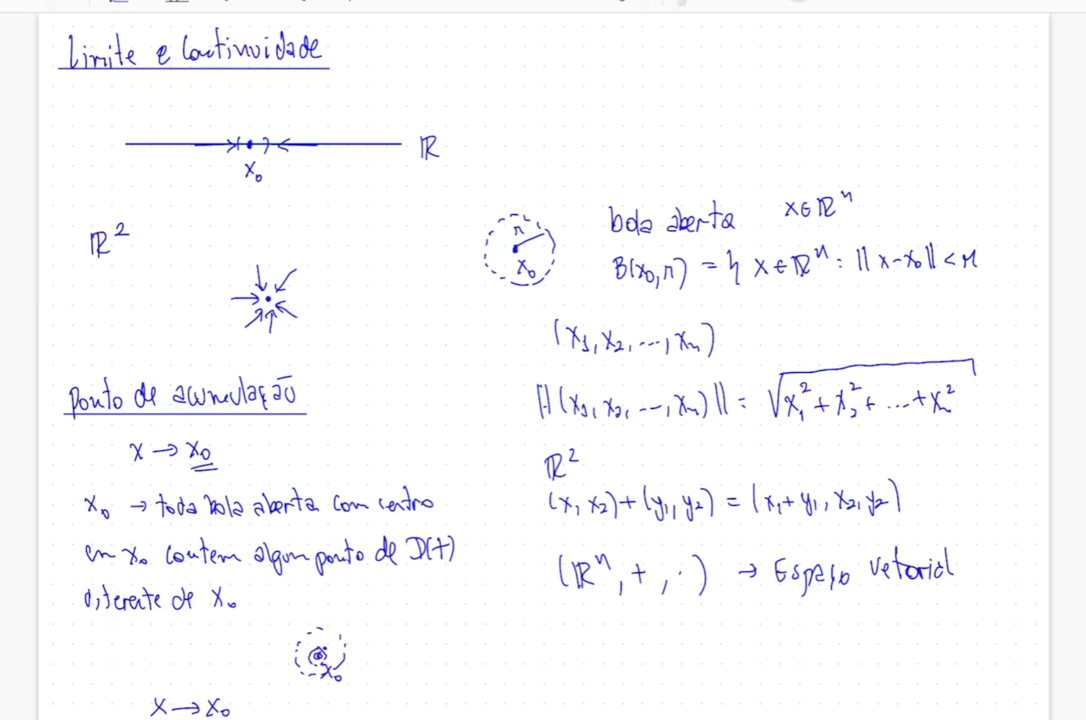 Limite e Continuidade
ℝ
x₀
ℝ²
bola aberta x ∈ ℝⁿ
r
x₀
B(x₀, r) = { x ∈ ℝⁿ : ||x - x₀|| < r
(x₁, x₂, ..., xₙ)
Ponto de acumulação
||(x₁, x₂, ..., xₙ)|| = √x₁² + x₂² + ... + xₙ²
x → x₀
ℝ²
x₀ → toda bola aberta com centro
em x₀ contem algum ponto de D(f)
diferente de x₀
(x₁ x₂) + (y₁, y₂) = (x₁ + y₁, x₂, y₂)
(ℝⁿ, +, ·) → Espaço vetorial
x₀
x → x₀